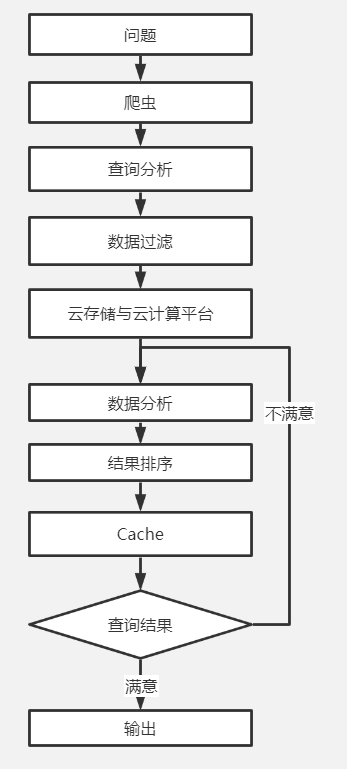 问题
爬虫
查询分析
数据过滤
云存储与云计算平台
数据分析
不满意
结果排序
Cache
查询结果
满意
输出